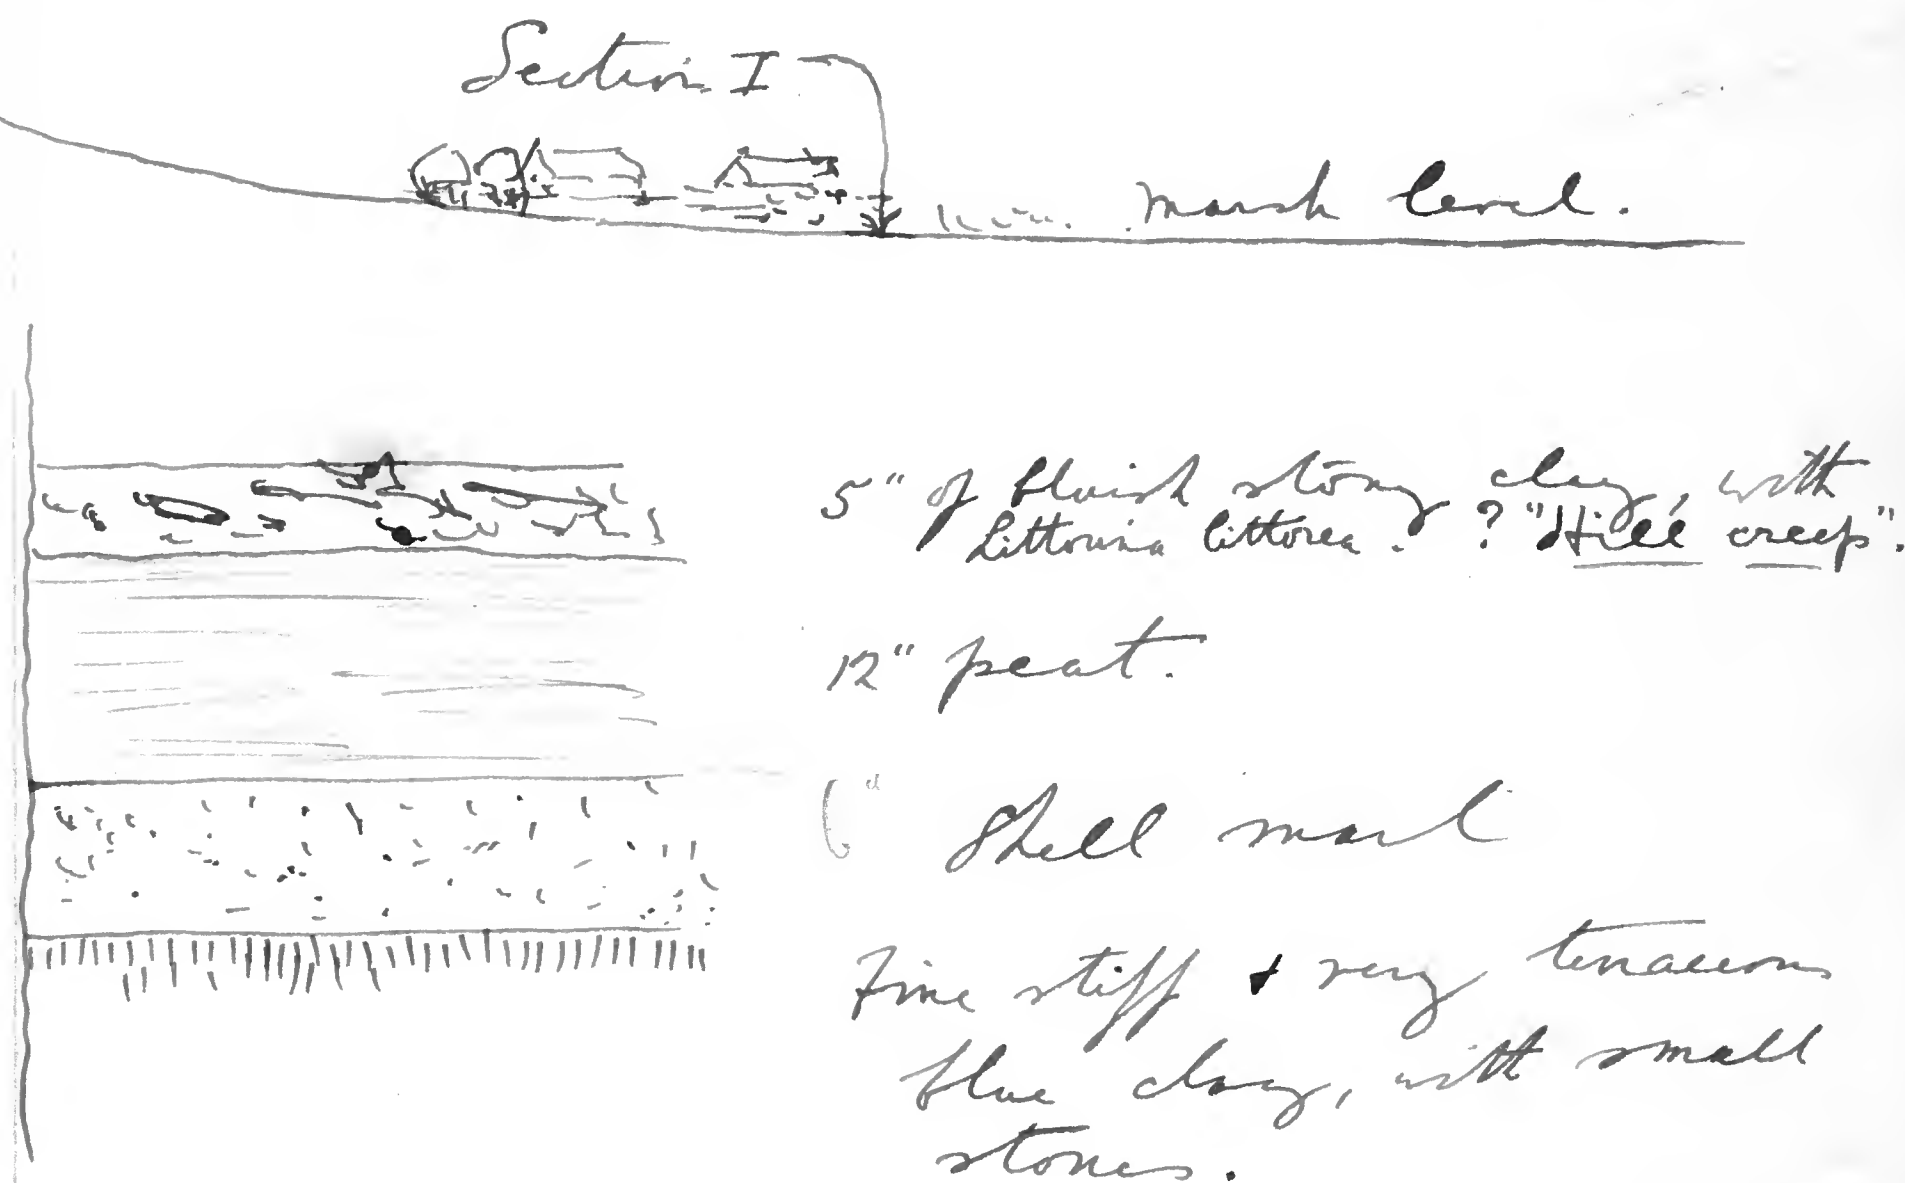 Section I
Marsh level.
5" of bluish stony clay, with
Littorina littorea. ? "Hill creep".
12" peat.
6" Shell marl
Fine stiff + very tenaceous
blue clay, with small
stones.